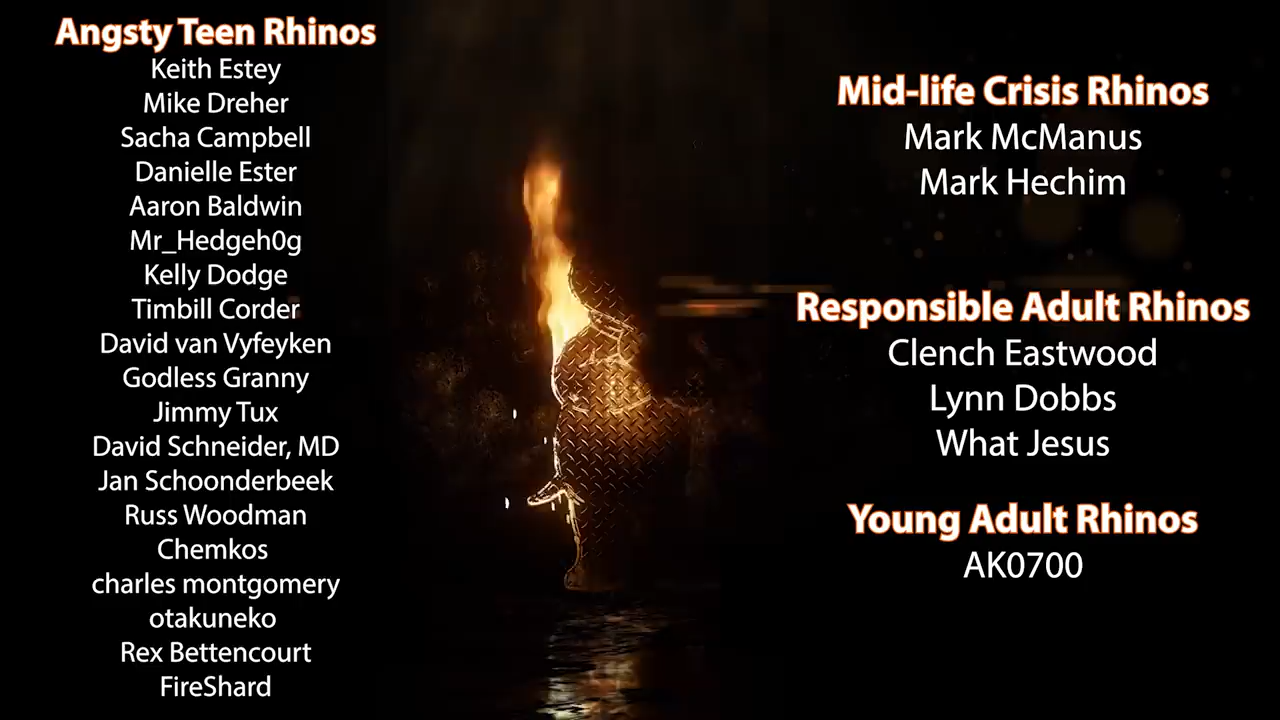 Angsty Teen Rhinos
Keith Estey
Mike Dreher
Sacha Campbell
Danielle Ester
Aaron Baldwin
Mr_Hedgeh0g
Kelly Dodge
Timbill Corder
David van Vyfeyken
Godless Granny
Jimmy Tux
David Schneider, MD
Jan Schoonderbeek
Russ Woodman
Chemkos
charles montgomery
otakuneko
Rex Bettencourt
FireShard
Mid-life Crisis Rhinos
Mark McManus
Mark Hechim
Responsible Adult Rhinos
Clench Eastwood
Lynn Dobbs
What Jesus
Young Adult Rhinos
AK0700